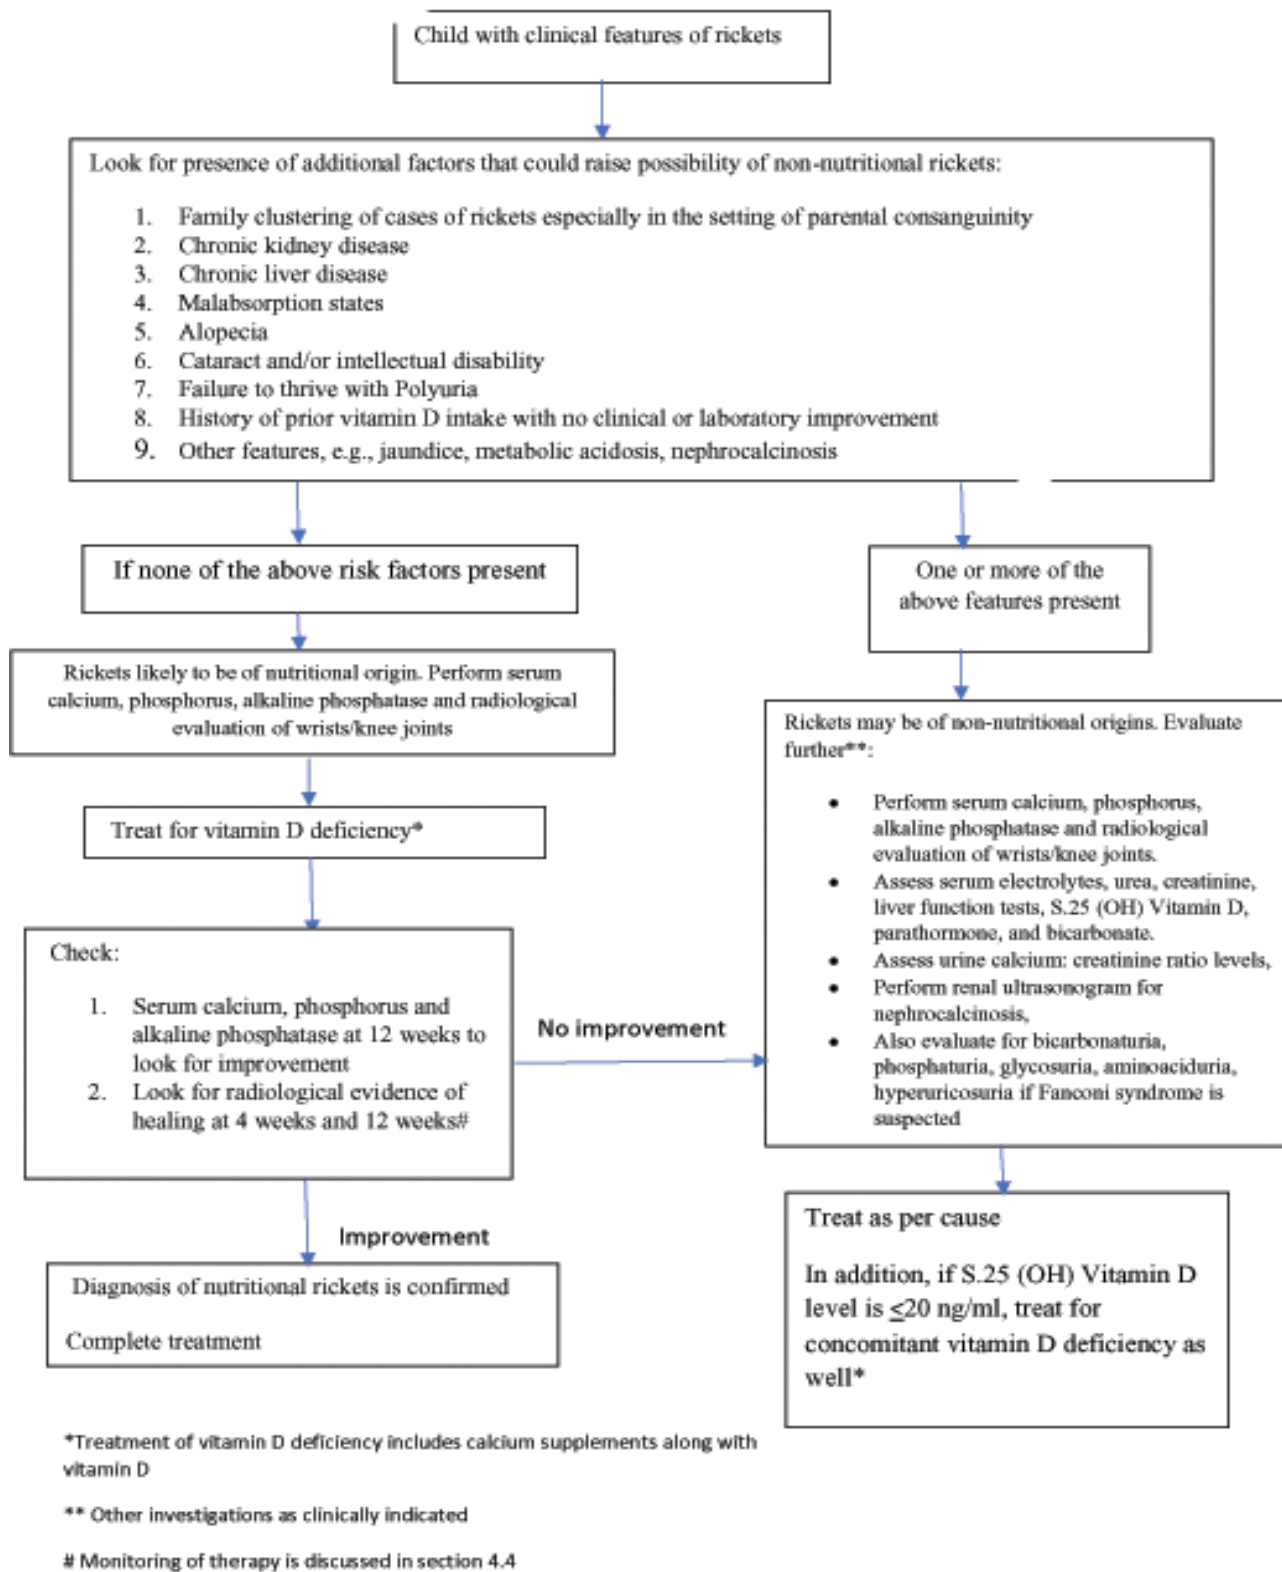 Child with clinical features of rickets
Look for presence of additional factors that could raise possibility of non-nutritional rickets:
1. Family clustering of cases of rickets especially in the setting of parental consanguinity
2. Chronic kidney disease
3. Chronic liver disease
4. Malabsorption states
5. Alopecia
6. Cataract and/or intellectual disability
7. Failure to thrive with Polyuria
8. History of prior vitamin D intake with no clinical or laboratory improvement
9. Other features, e.g., jaundice, metabolic acidosis, nephrocalcinosis
If none of the above risk factors present
Rickets likely to be of nutritional origin. Perform serum
calcium, phosphorus, alkaline phosphatase and radiological
evaluation of wrists/knee joints
Treat for vitamin D deficiency*
Check:
1. Serum calcium, phosphorus and
alkaline phosphatase at 12 weeks to
look for improvement
2. Look for radiological evidence of
healing at 4 weeks and 12 weeks#
No improvement
Improvement
Diagnosis of nutritional rickets is confirmed
Complete treatment
One or more of the
above features present
Rickets may be of non-nutritional origins. Evaluate
further**:
• Perform serum calcium, phosphorus,
alkaline phosphatase and radiological
evaluation of wrists/knee joints.
• Assess serum electrolytes, urea, creatinine,
liver function tests, S.25 (OH) Vitamin D,
parathormone, and bicarbonate.
• Assess urine calcium: creatinine ratio levels,
• Perform renal ultrasonogram for
nephrocalcinosis,
• Also evaluate for bicarbonaturia,
phosphaturia, glycosuria, aminoaciduria,
hyperuricosuria if Fanconi syndrome is
suspected
Treat as per cause
In addition, if S.25 (OH) Vitamin D
level is ≤20 ng/ml, treat for
concomitant vitamin D deficiency as
well*
*Treatment of vitamin D deficiency includes calcium supplements along with
vitamin D
** Other investigations as clinically indicated
# Monitoring of therapy is discussed in section 4.4